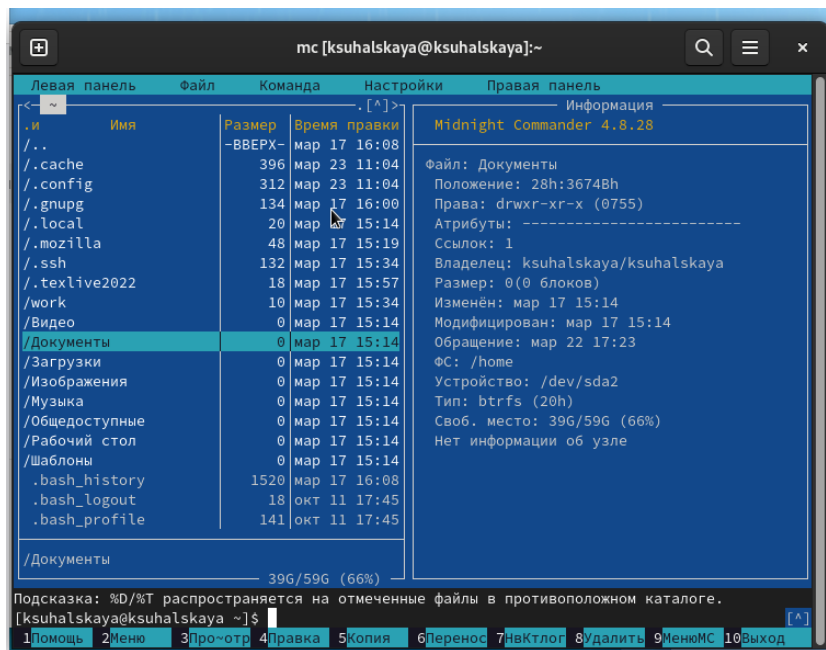 mc [ksuhalskaya@ksuhalskaya]:~
Левая панель Файл Команда Настройки Правая панель
<— ~ .[^]>
.и Имя Размер Время правки
/.. -ВВЕРХ- мар 17 16:08
/.cache 396 мар 23 11:04
/.config 312 мар 23 11:04
/.gnupg 134 мар 17 16:00
/.local 20 мар 17 15:14
/.mozilla 48 мар 17 15:19
/.ssh 132 мар 17 15:34
/.texlive2022 18 мар 17 15:57
/work 10 мар 17 15:34
/Видео 0 мар 17 15:14
/Документы 0 мар 17 15:14
/Загрузки 0 мар 17 15:14
/Изображения 0 мар 17 15:14
/Музыка 0 мар 17 15:14
/Общедоступные 0 мар 17 15:14
/Рабочий стол 0 мар 17 15:14
/Шаблоны 0 мар 17 15:14
.bash_history 1520 мар 17 16:08
.bash_logout 18 окт 11 17:45
.bash_profile 141 окт 11 17:45
/Документы
39G/59G (66%)
Информация
Midnight Commander 4.8.28
Файл: Документы
Положение: 28h:3674Bh
Права: drwxr-xr-x (0755)
Атрибуты: -------------------------
Ссылок: 1
Владелец: ksuhalskaya/ksuhalskaya
Размер: 0(0 блоков)
Изменён: мар 17 15:14
Модифицирован: мар 17 15:14
Обращение: мар 22 17:23
ФС: /home
Устройство: /dev/sda2
Тип: btrfs (20h)
Своб. место: 39G/59G (66%)
Нет информации об узле
Подсказка: %D/%T распространяется на отмеченные файлы в противоположном каталоге.
[ksuhalskaya@ksuhalskaya ~]$ [^]
1Помощь 2Меню 3Про~отр 4Правка 5Копия 6Перенос 7НвКтлог 8Удалить 9МенюМС 10Выход